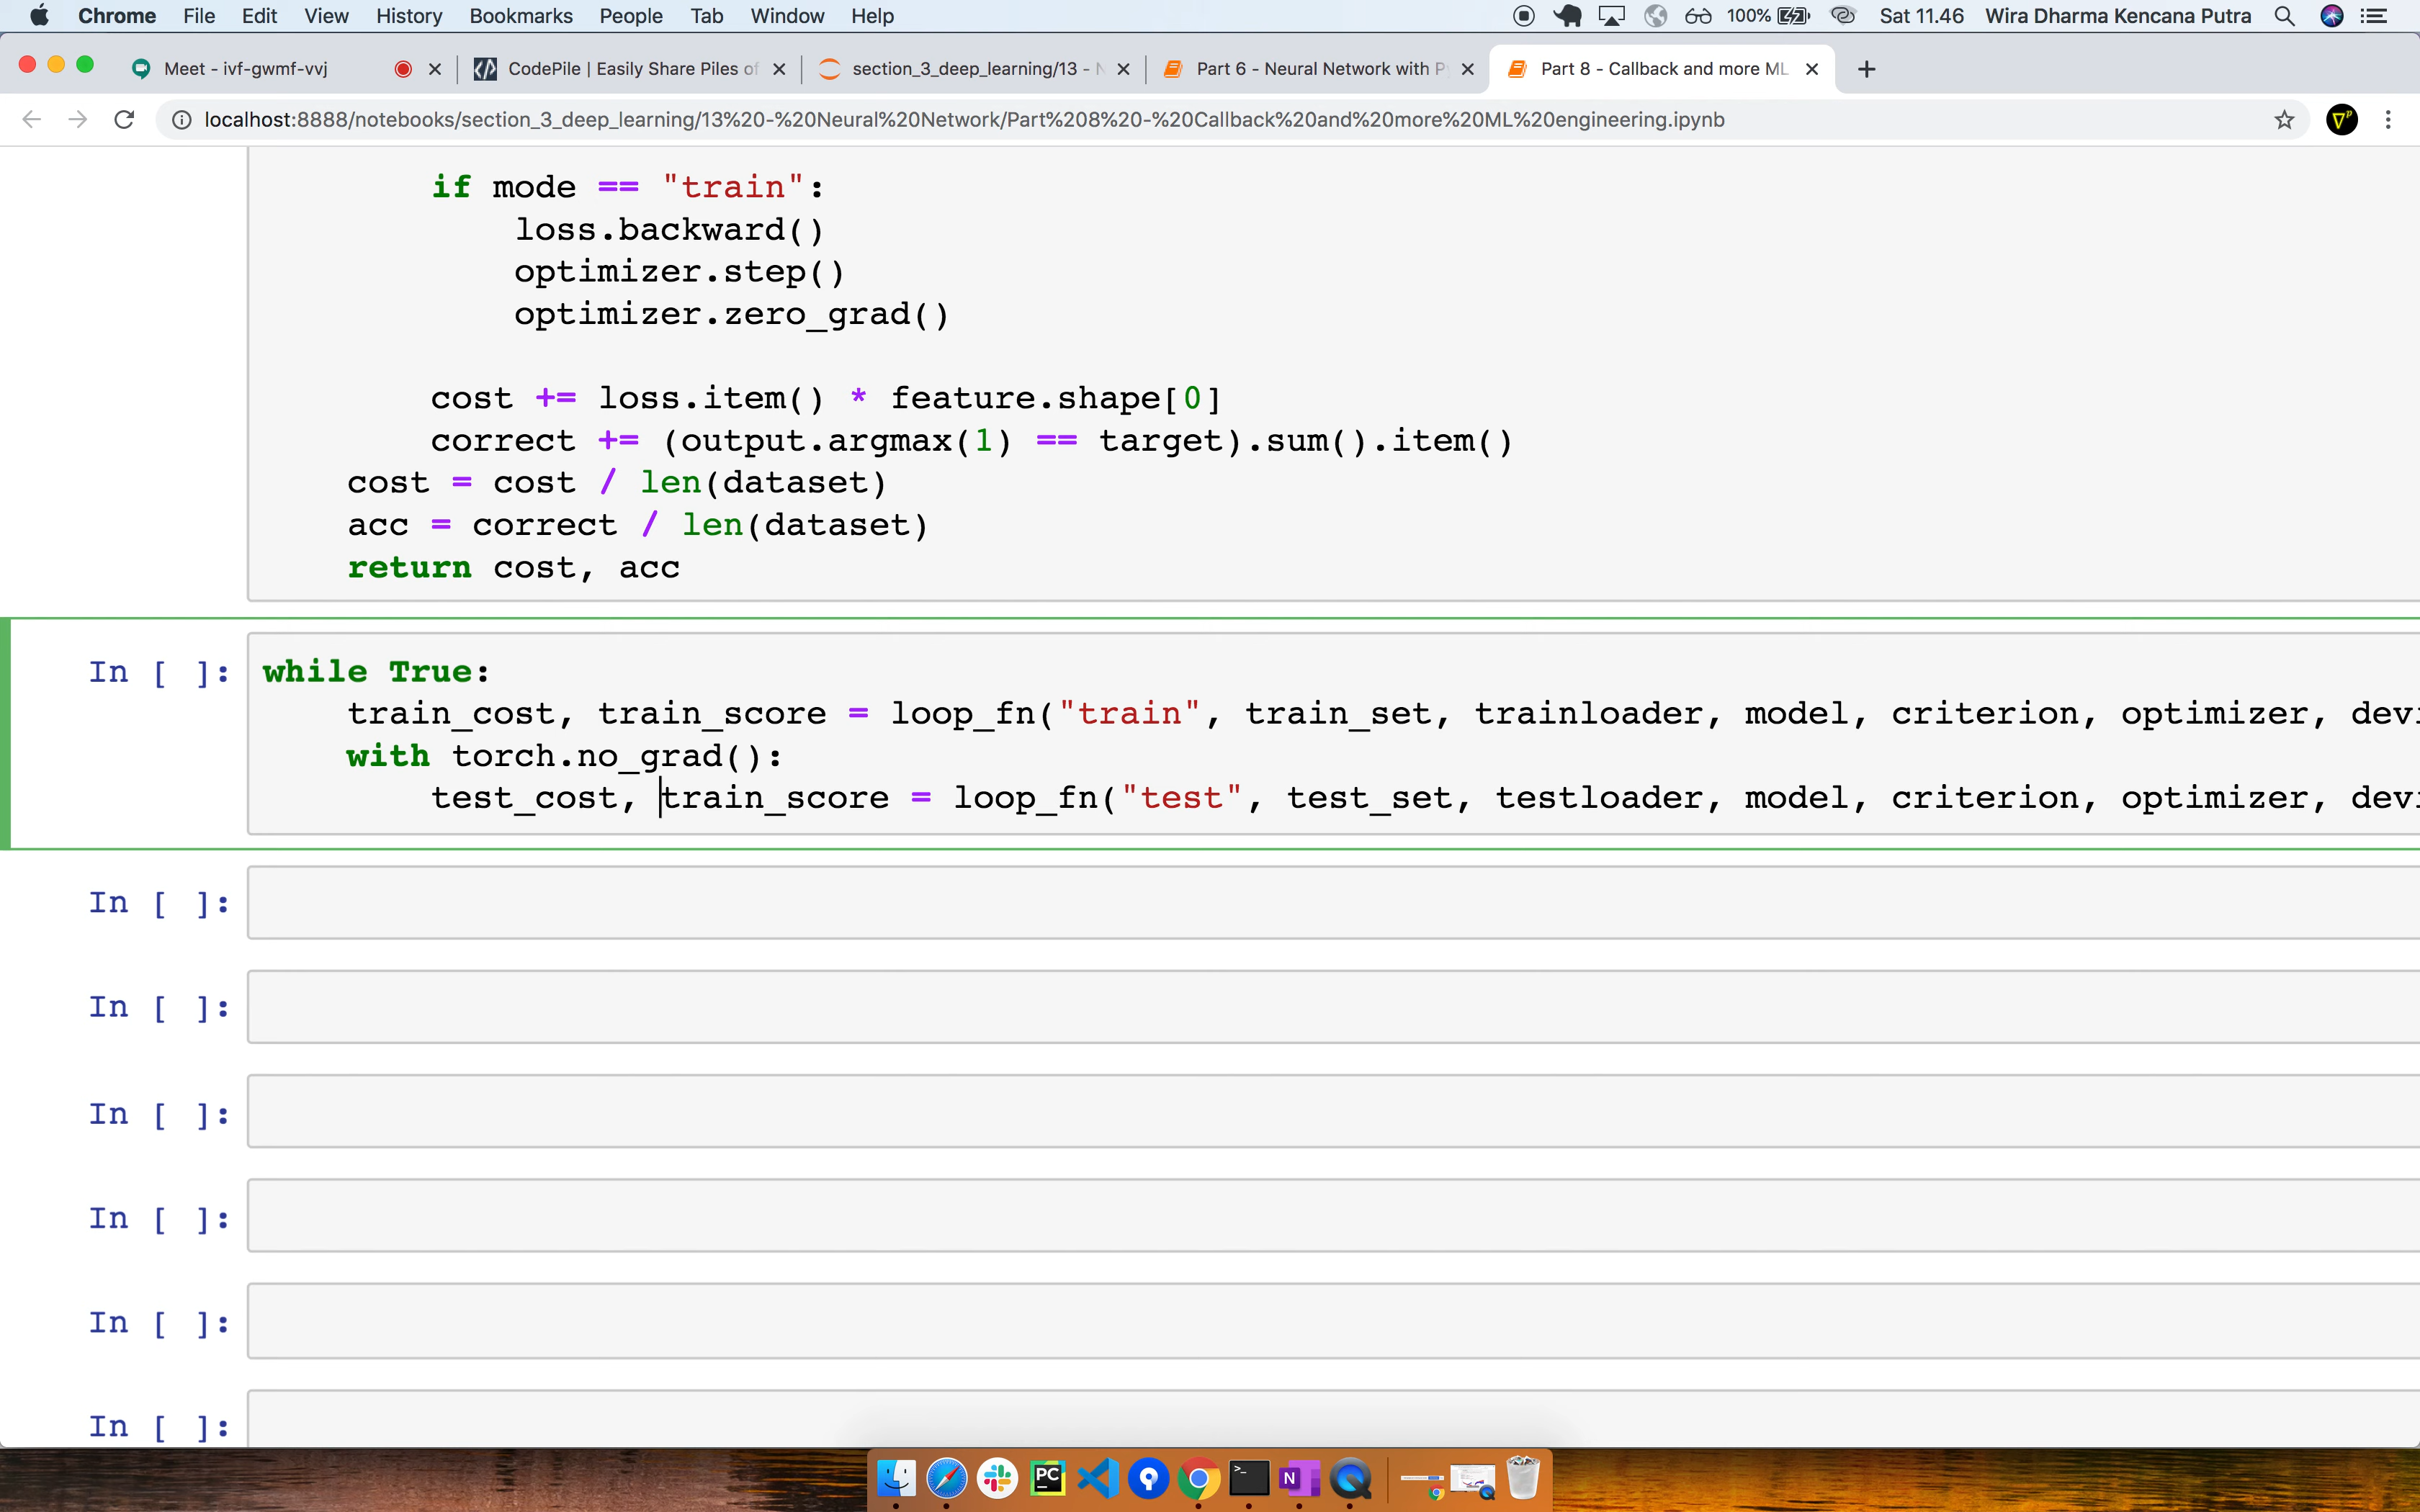 Chrome File Edit View History Bookmarks People Tab Window Help 100% Sat 11.46 Wira Dharma Kencana Putra
Meet - ivf-gwmf-vvj CodePile | Easily Share Piles of section_3_deep_learning/13 - N Part 6 - Neural Network with P Part 8 - Callback and more ML
localhost:8888/notebooks/section_3_deep_learning/13%20-%20Neural%20Network/Part%208%20-%20Callback%20and%20more%20ML%20engineering.ipynb
if mode == "train":
loss.backward()
optimizer.step()
optimizer.zero_grad()
cost += loss.item() * feature.shape[0]
correct += (output.argmax(1) == target).sum().item()
cost = cost / len(dataset)
acc = correct / len(dataset)
return cost, acc
In [ ]: while True:
train_cost, train_score = loop_fn("train", train_set, trainloader, model, criterion, optimizer, devi
with torch.no_grad():
test_cost, train_score = loop_fn("test", test_set, testloader, model, criterion, optimizer, devi
In [ ]:
In [ ]:
In [ ]:
In [ ]:
In [ ]:
In [ ]: